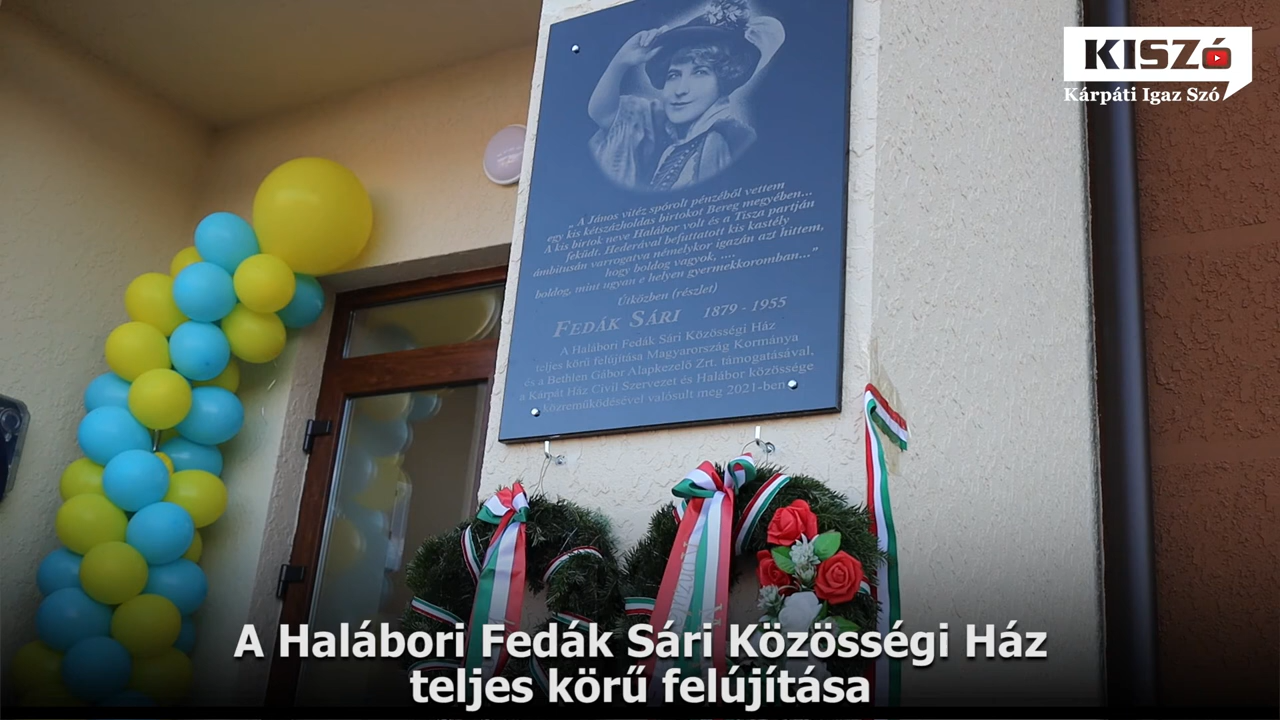 KISZó
Kárpáti Igaz Szó
„ A János vitéz spórolt pénzéből vettem
egy kis kétszázholdas birtokot Bereg megyében...
A kis birtok neve Halábor volt és a Tisza partján
feküdt. Hederával befuttatott kis kastély
ámbitusán varrogatva némelykor igazán azt hittem,
hogy boldog vagyok, ....
boldog, mint ugyan e helyen gyermekkoromban...”
Útközben (részlet)
FEDÁK SÁRI 1879 - 1955
A Halábori Fedák Sári Közösségi Ház
teljes körű felújítása Magyarország Kormánya
és a Bethlen Gábor Alapkezelő Zrt. támogatásával,
a Kárpát Ház Civil Szervezet és Halábor községe
közreműködésével valósult meg 2021-ben
A Halábori Fedák Sári Közösségi Ház
teljes körű felújítása